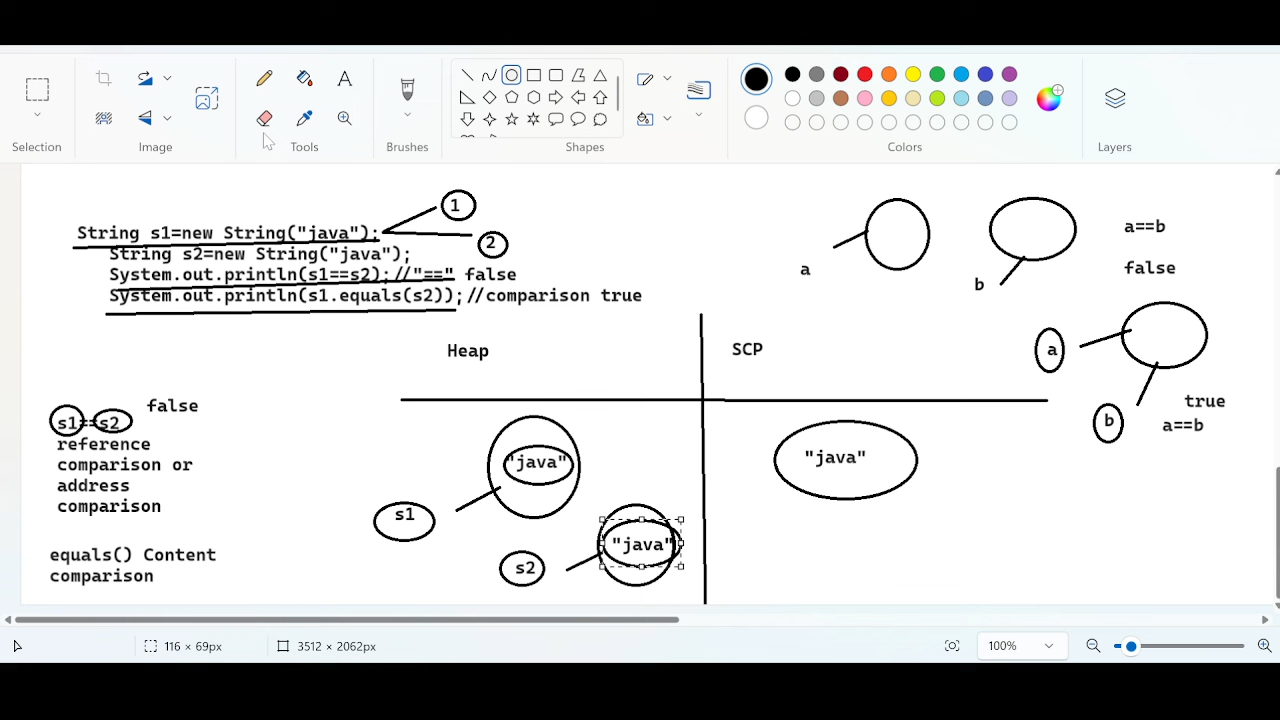 Selection
Image
Tools
Brushes
Shapes
Colors
Layers
1
String s1=new String("java");
2
String s2=new String("java");
System.out.println(s1==s2);//"==" false
System.out.println(s1.equals(s2));//comparison true
a
b
a==b
false
Heap
SCP
a
b
true
a==b
false
s1==s2
reference
comparison or
address
comparison
equals() Content
comparison
"java"
s1
"java"
s2
"java"
116 × 69px
3512 × 2062px
100%